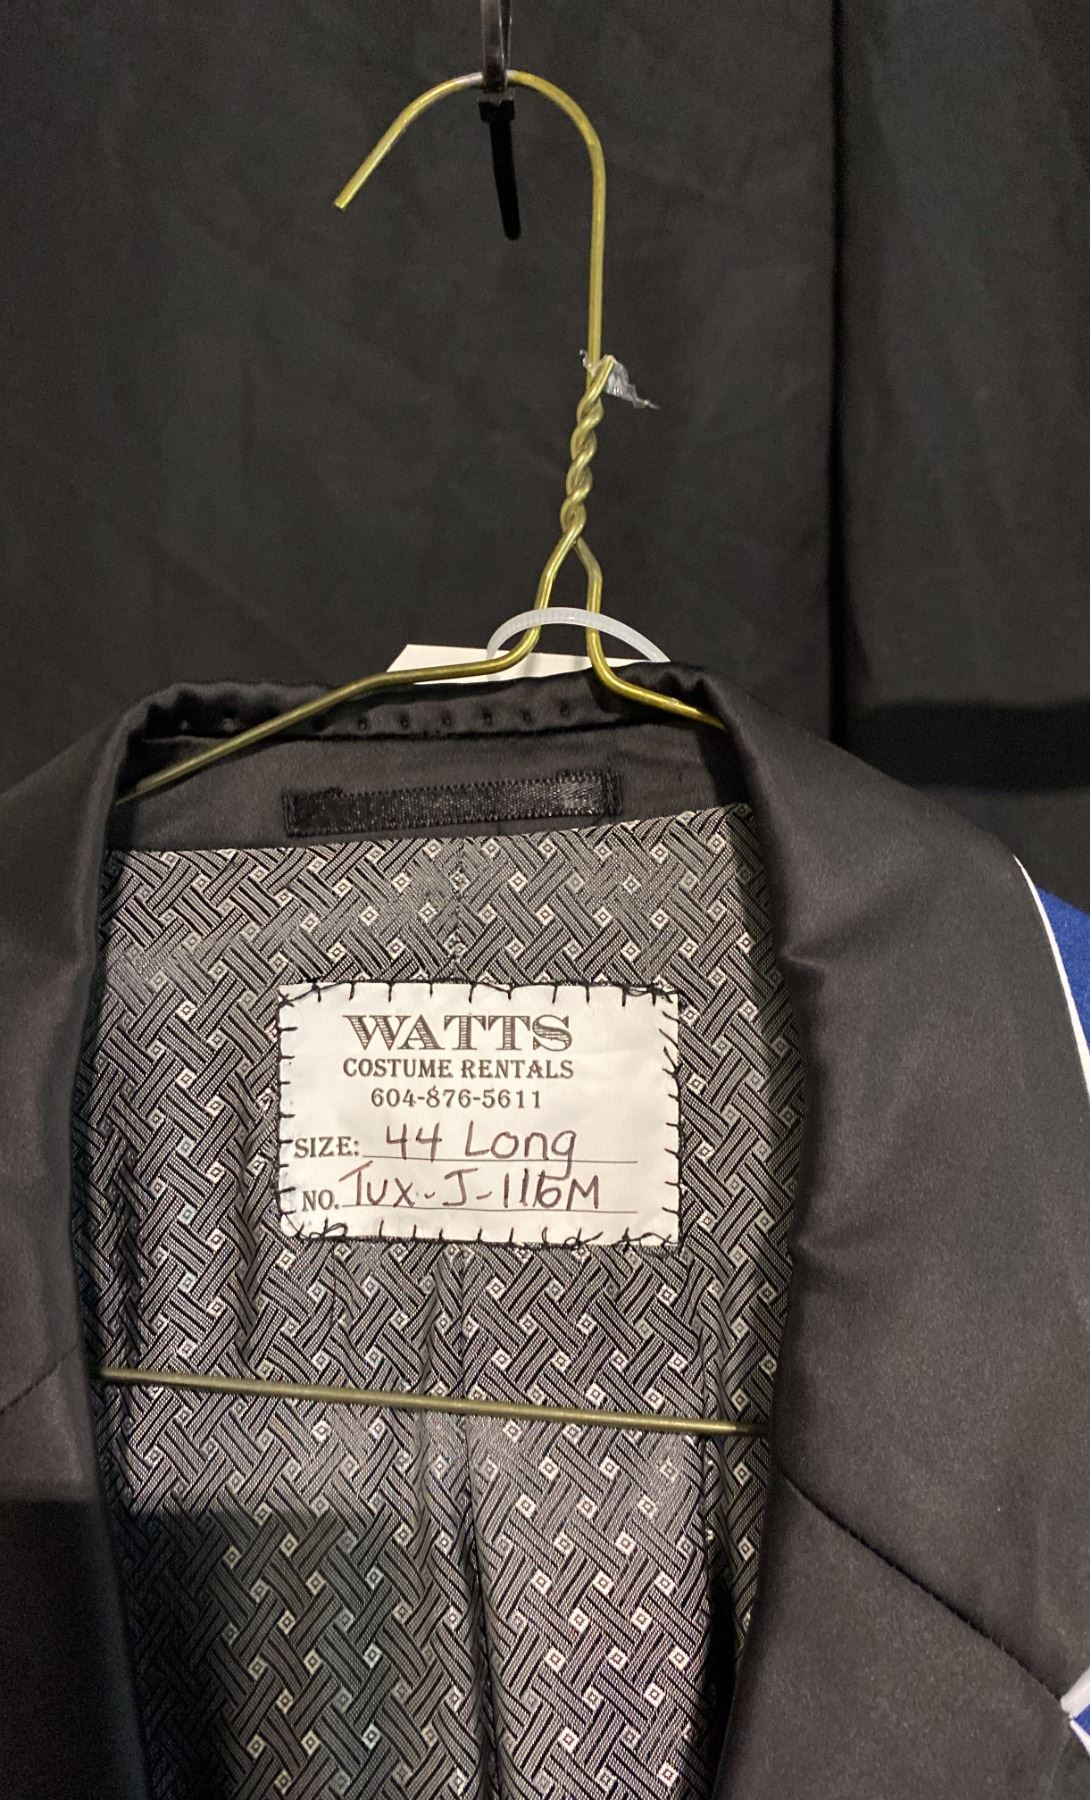 WATTS
COSTUME RENTALS
604-876-5611
SIZE: 44 Long
NO. Tux-J-116M